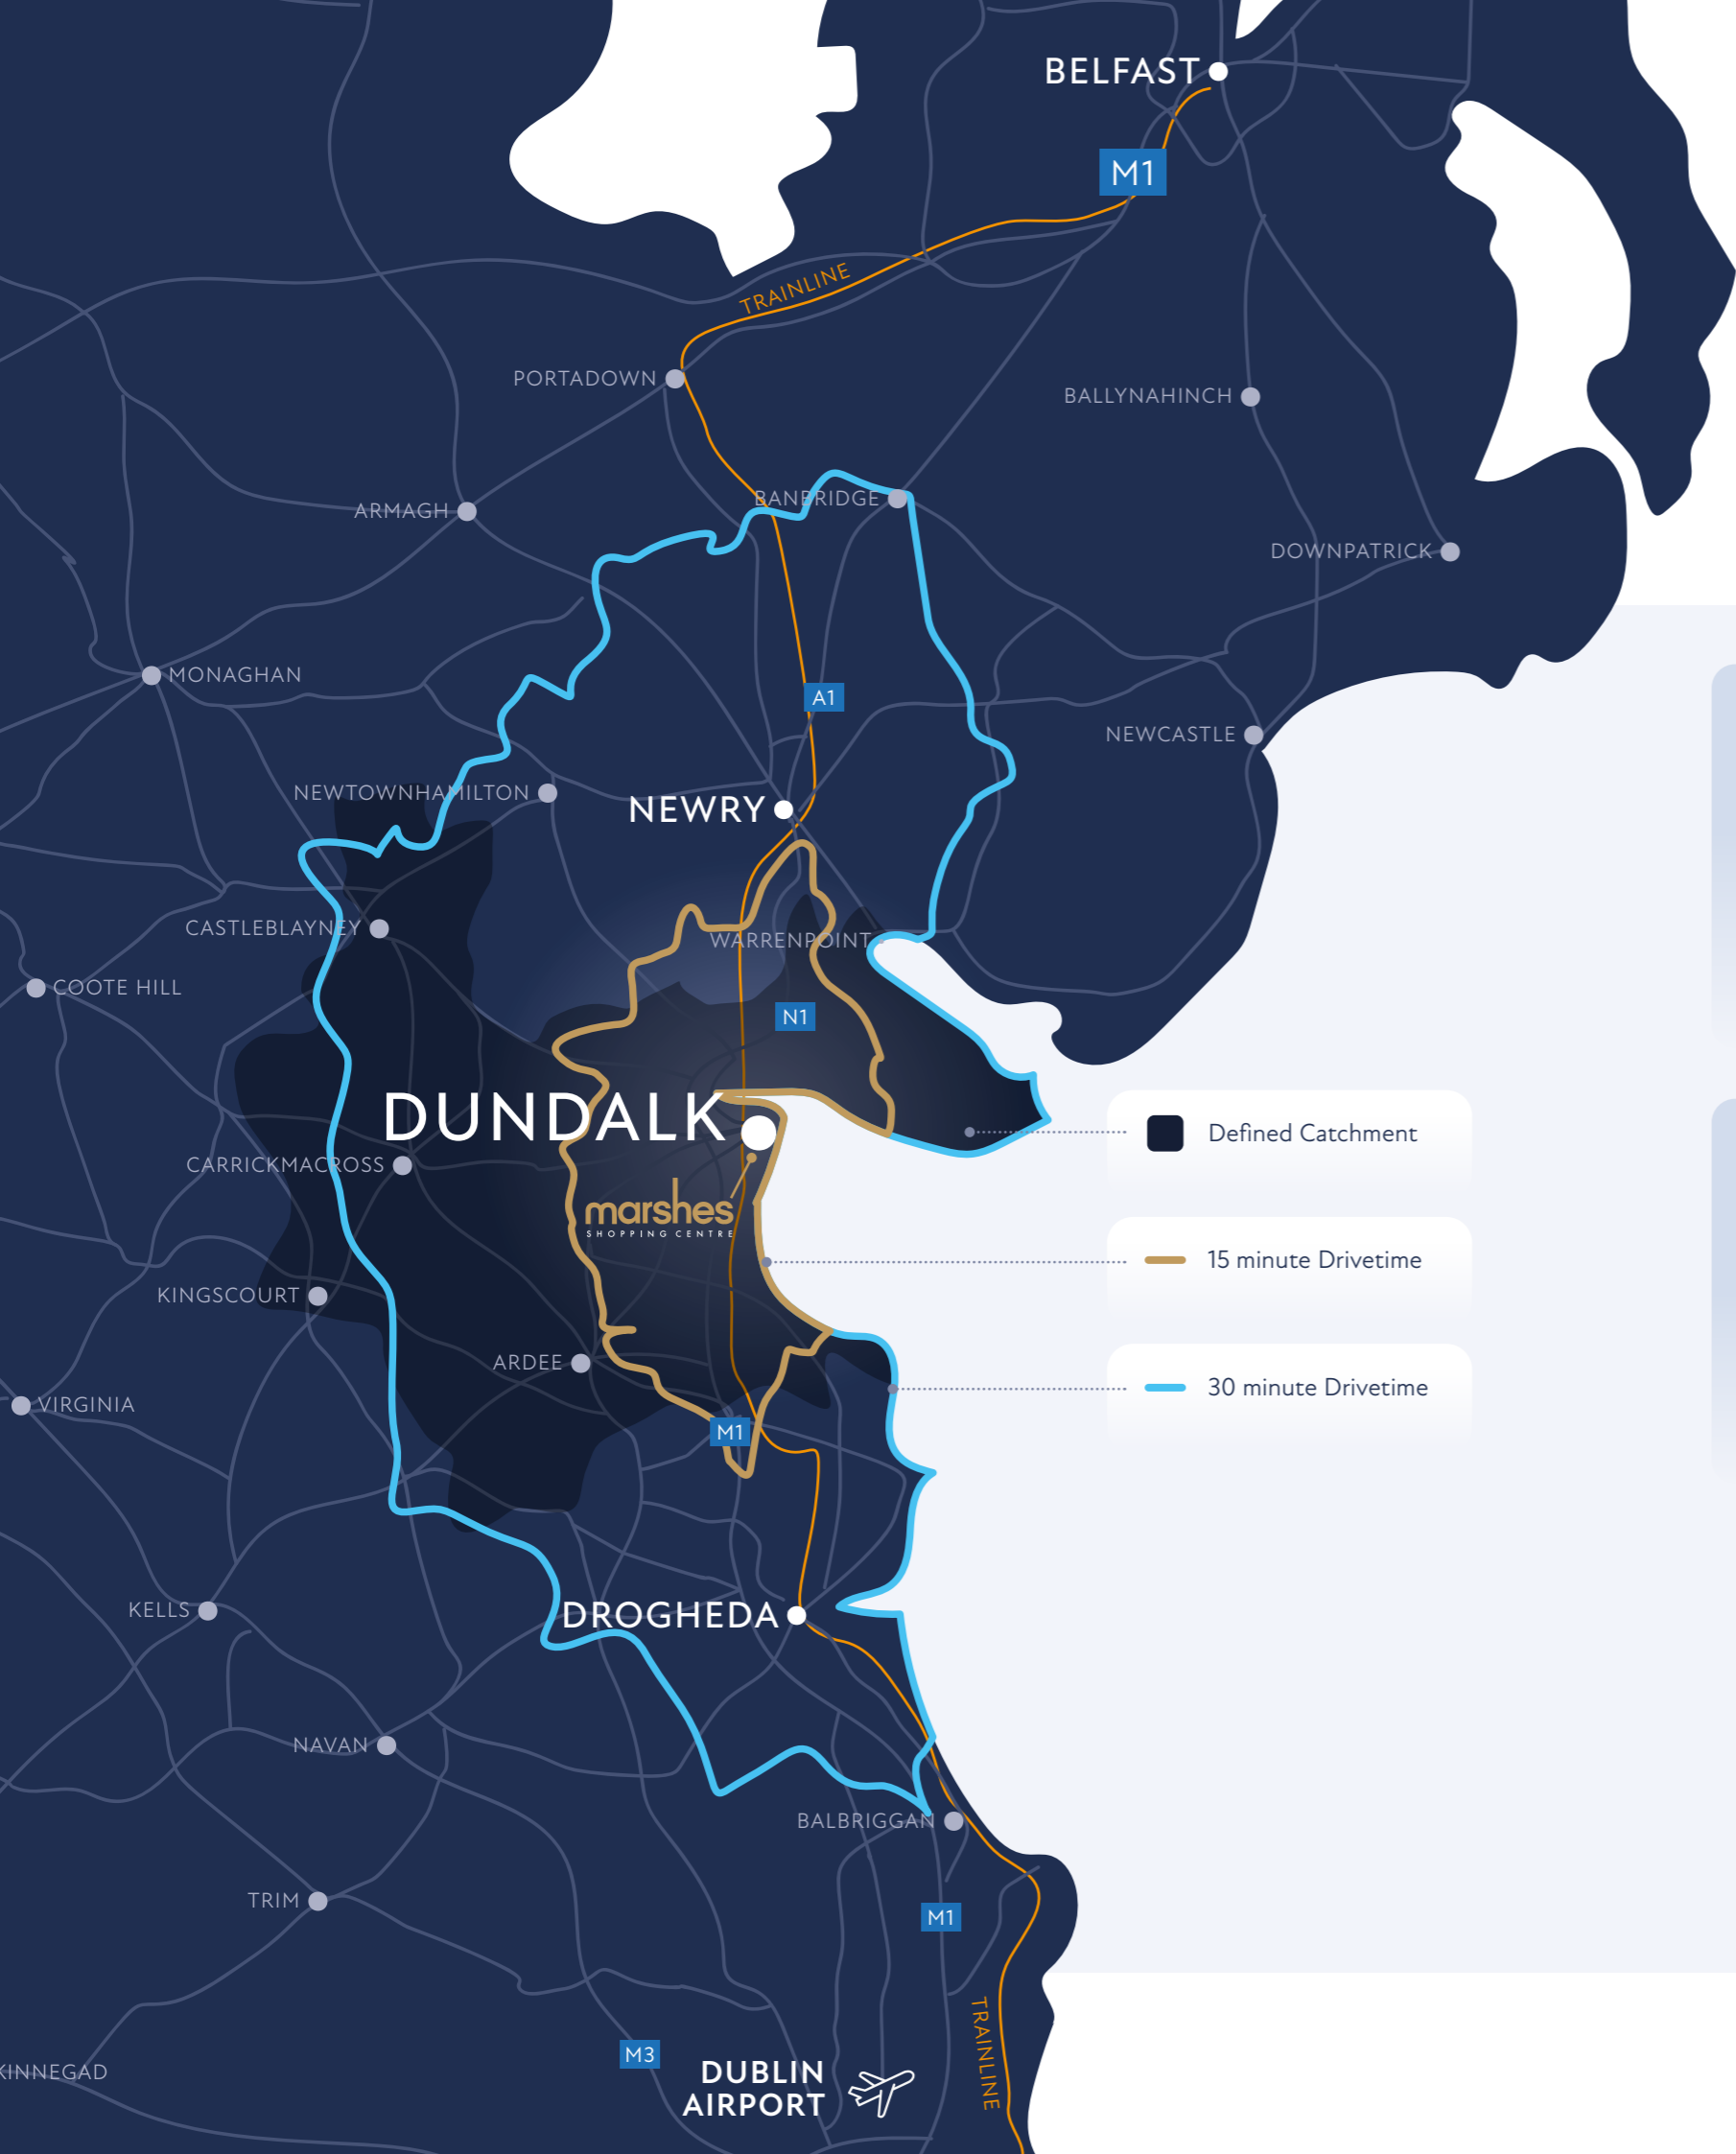 BELFAST
M1
TRAINLINE
PORTADOWN
BALLYNAHINCH
BANBRIDGE
ARMAGH
DOWNPATRICK
MONAGHAN
A1
NEWCASTLE
NEWTOWNHAMILTON
NEWRY
CASTLEBLAYNEY
WARRENPOINT
COOTE HILL
N1
DUNDALK
Defined Catchment
CARRICKMACROSS
marshes
SHOPPING CENTRE
15 minute Drivetime
KINGSCOURT
ARDEE
30 minute Drivetime
VIRGINIA
M1
KELLS
DROGHEDA
NAVAN
BALBRIGGAN
TRIM
M1
TRAINLINE
M3
KINNEGAD
DUBLIN
AIRPORT